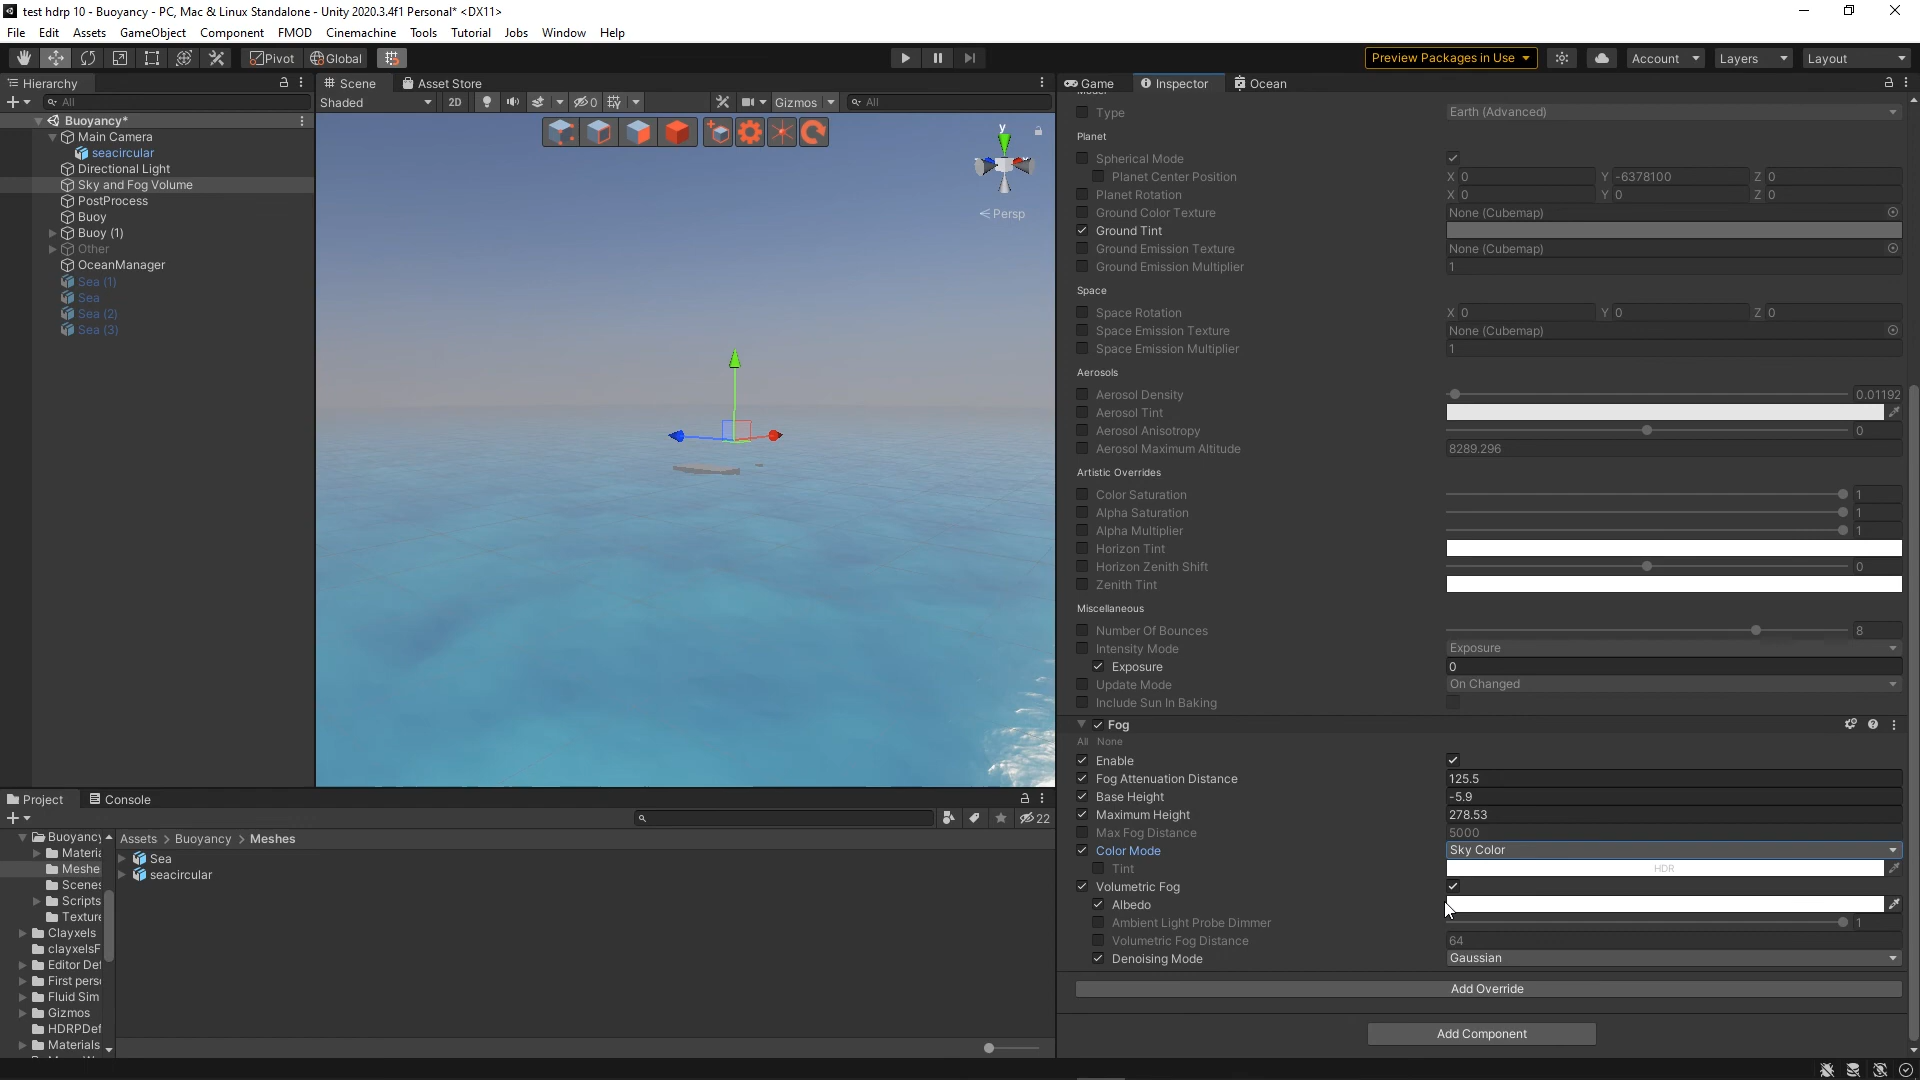 test hdrp 10 - Buoyancy - PC, Mac & Linux Standalone - Unity 2020.3.4f1 Personal* <DX11>
File Edit Assets GameObject Component FMOD Cinemachine Tools Tutorial Jobs Window Help
Pivot Global Preview Packages in Use Account Layers Layout
Hierarchy
All
Buoyancy*
Main Camera
seacircular
Directional Light
Sky and Fog Volume
PostProcess
Buoy
Buoy (1)
Other
OceanManager
Sea (1)
Sea
Sea (2)
Sea (3)
Scene Asset Store
Shaded 2D 0 Gizmos All
y
Persp
Game Inspector Ocean
Type Earth (Advanced)
Planet
Spherical Mode
Planet Center Position X 0 Y -6378100 Z 0
Planet Rotation X 0 Y 0 Z 0
Ground Color Texture None (Cubemap)
Ground Tint
Ground Emission Texture None (Cubemap)
Ground Emission Multiplier 1
Space
Space Rotation X 0 Y 0 Z 0
Space Emission Texture None (Cubemap)
Space Emission Multiplier 1
Aerosols
Aerosol Density 0.01192
Aerosol Tint
Aerosol Anisotropy 0
Aerosol Maximum Altitude 8289.296
Artistic Overrides
Color Saturation 1
Alpha Saturation 1
Alpha Multiplier 1
Horizon Tint
Horizon Zenith Shift 0
Zenith Tint
Miscellaneous
Number Of Bounces 8
Intensity Mode Exposure
Exposure 0
Update Mode On Changed
Include Sun In Baking
Fog
All None
Enable
Fog Attenuation Distance 125.5
Base Height -5.9
Maximum Height 278.53
Max Fog Distance 5000
Color Mode Sky Color
Tint HDR
Volumetric Fog
Albedo
Ambient Light Probe Dimmer 1
Volumetric Fog Distance 64
Denoising Mode Gaussian
Add Override
Add Component
Project Console
22
Buoyancy
Materia
Meshe
Scenes
Scripts
Texture
Clayxels
clayxelsF
Editor Def
First perso
Fluid Sim
Gizmos
HDRPDef
Materials
Assets > Buoyancy > Meshes
Sea
seacircular